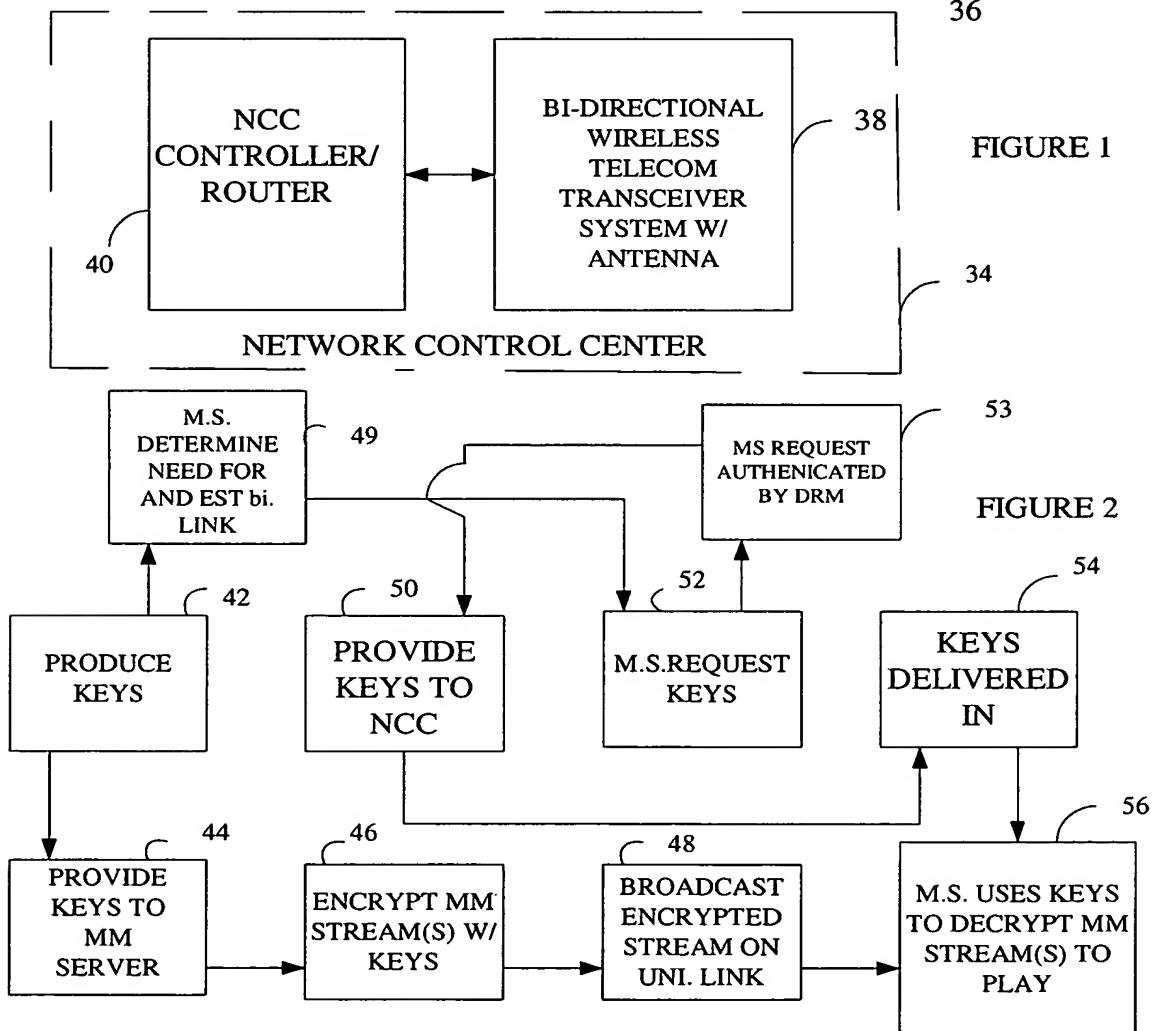 36
NCC
CONTROLLER/
ROUTER
BI-DIRECTIONAL
WIRELESS
TELECOM
TRANSCEIVER
SYSTEM W/
ANTENNA
38
FIGURE 1
40
34
NETWORK CONTROL CENTER
M.S.
DETERMINE
NEED FOR
AND EST bi.
LINK
49
MS REQUEST
AUTHENICATED
BY DRM
53
FIGURE 2
PRODUCE
KEYS
42
PROVIDE
KEYS TO
NCC
50
M.S.REQUEST
KEYS
52
KEYS
DELIVERED
IN
54
PROVIDE
KEYS TO
MM
SERVER
44
ENCRYPT MM
STREAM(S) W/
KEYS
46
BROADCAST
ENCRYPTED
STREAM ON
UNI. LINK
48
M.S. USES KEYS
TO DECRYPT MM
STREAM(S) TO
PLAY
56